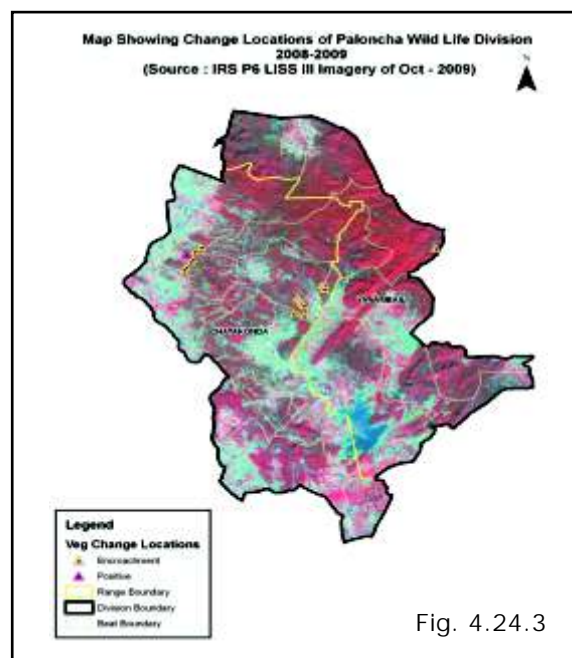 Map Showing Change Locations of Paloncha Wild Life Division
2008-2009
(Source : IRS P6 LISS III Imagery of Oct - 2009)
N
YANAMBAIL
CHATAKONDA
Legend
Veg Change Locations
Encroachment
Positive
Range Boundary
Division Boundary
Beat Boundary
Fig. 4.24.3